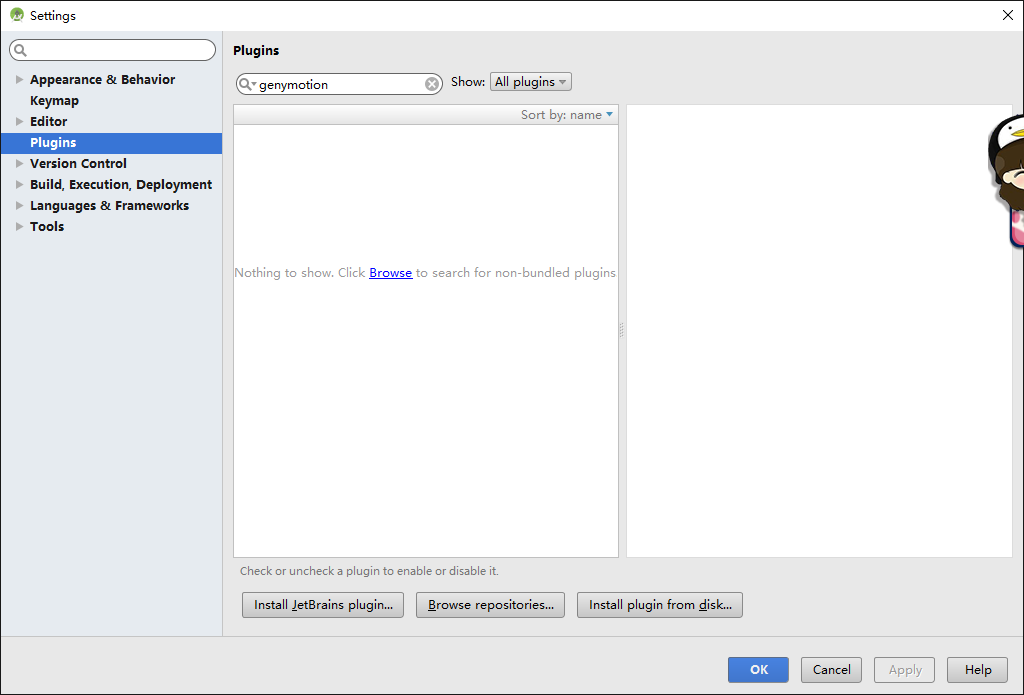 Settings
Plugins
genymotion
Show: All plugins
Appearance & Behavior
Keymap
Editor
Plugins
Version Control
Build, Execution, Deployment
Languages & Frameworks
Tools
Sort by: name
Nothing to show. Click Browse to search for non-bundled plugins
Check or uncheck a plugin to enable or disable it.
Install JetBrains plugin... Browse repositories... Install plugin from disk...
OK Cancel Apply Help